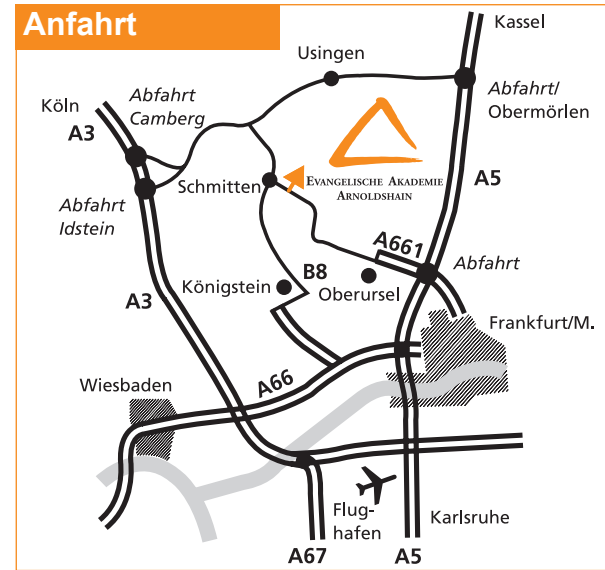 Anfahrt
Kassel
Usingen
Köln
Abfahrt
Camberg
Abfahrt/
Obermörlen
A3
Schmitten
EVANGELISCHE AKADEMIE
ARNOLDSHAIN
A5
Abfahrt
Idstein
A661
Abfahrt
B8
A3
Königstein
Oberursel
Frankfurt/M.
Wiesbaden
A66
Flug-
hafen
Karlsruhe
A67
A5